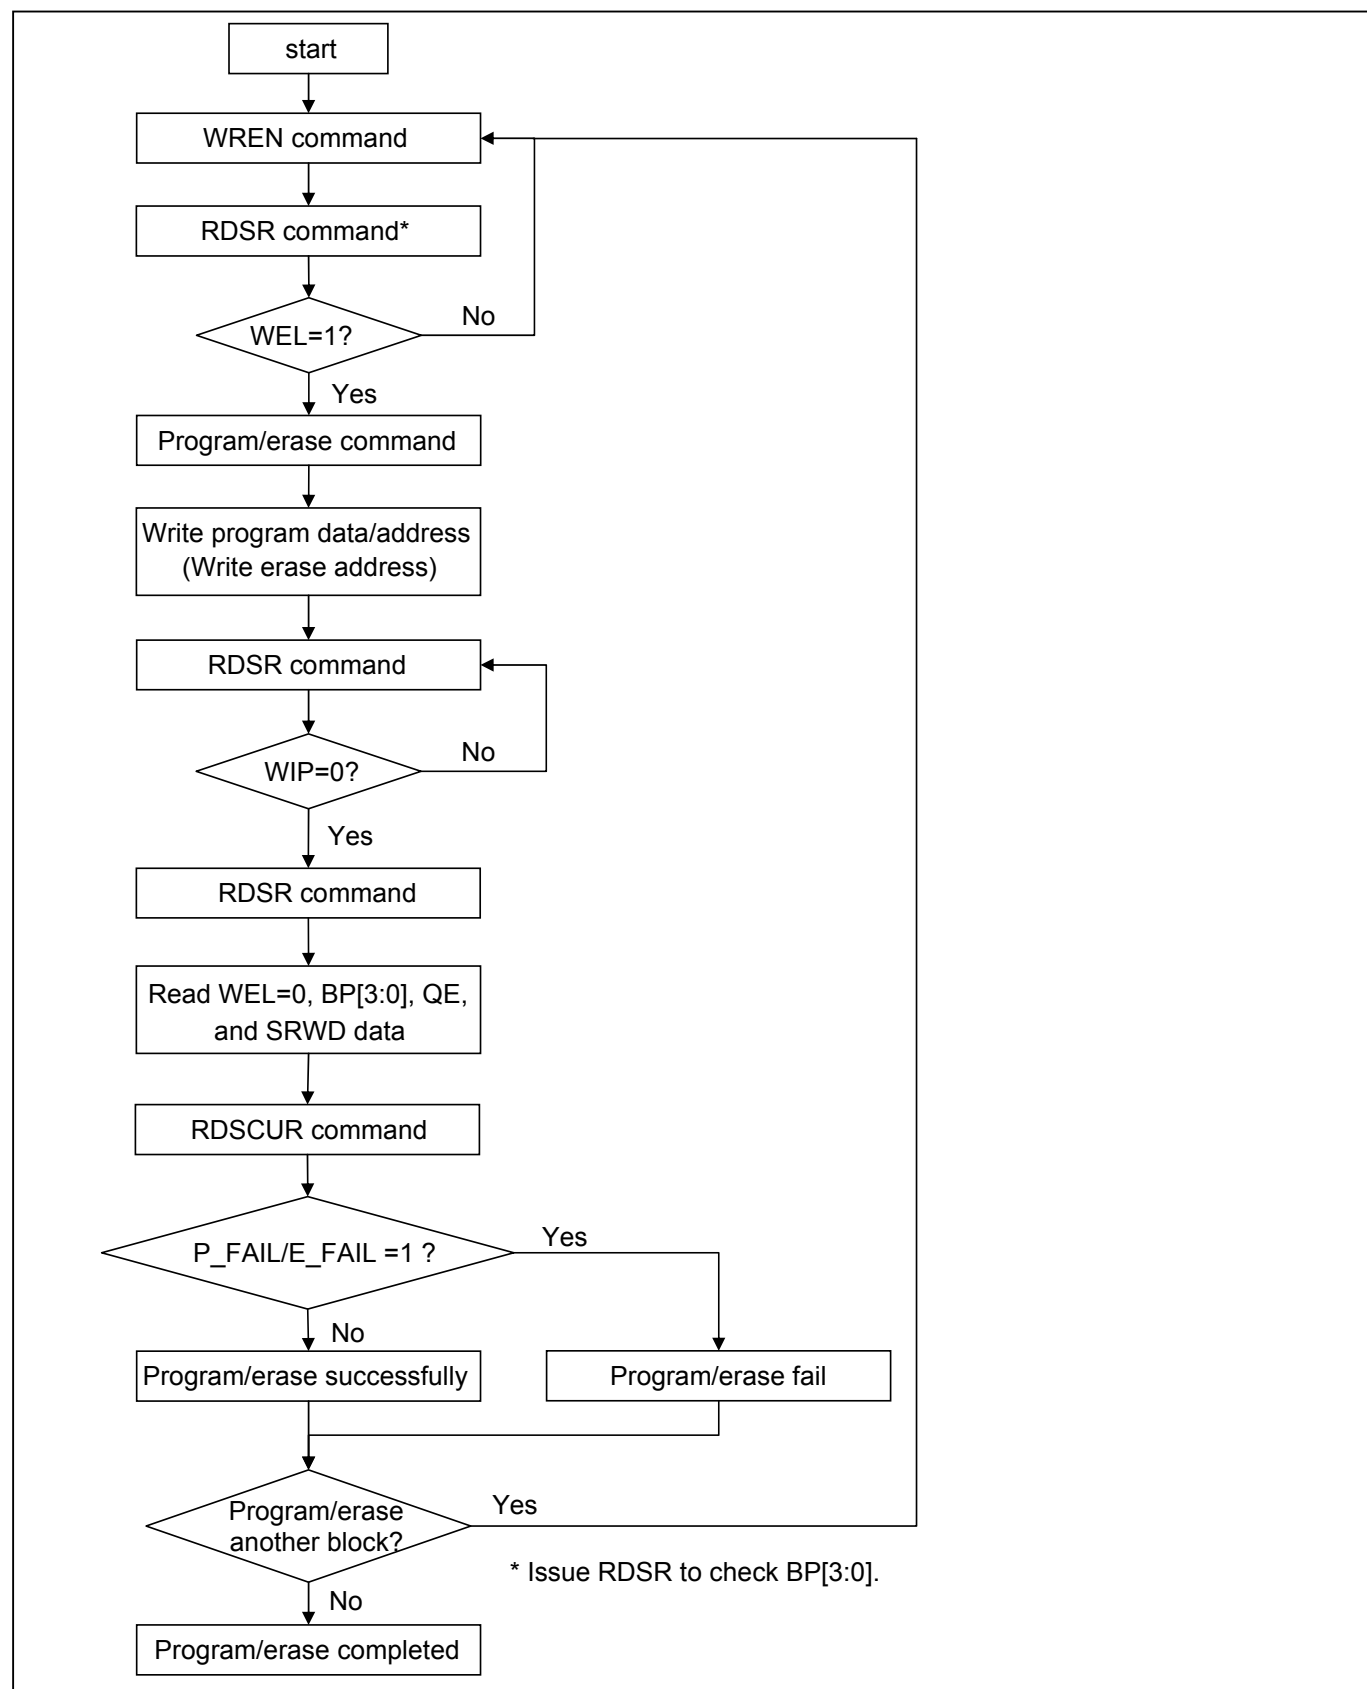 start
WREN command
RDSR command*
WEL=1?
No
Yes
Program/erase command
Write program data/address
(Write erase address)
RDSR command
WIP=0?
No
Yes
RDSR command
Read WEL=0, BP[3:0], QE,
and SRWD data
RDSCUR command
P_FAIL/E_FAIL =1 ?
Yes
No
Program/erase successfully
Program/erase fail
Program/erase
another block?
Yes
* Issue RDSR to check BP[3:0].
No
Program/erase completed